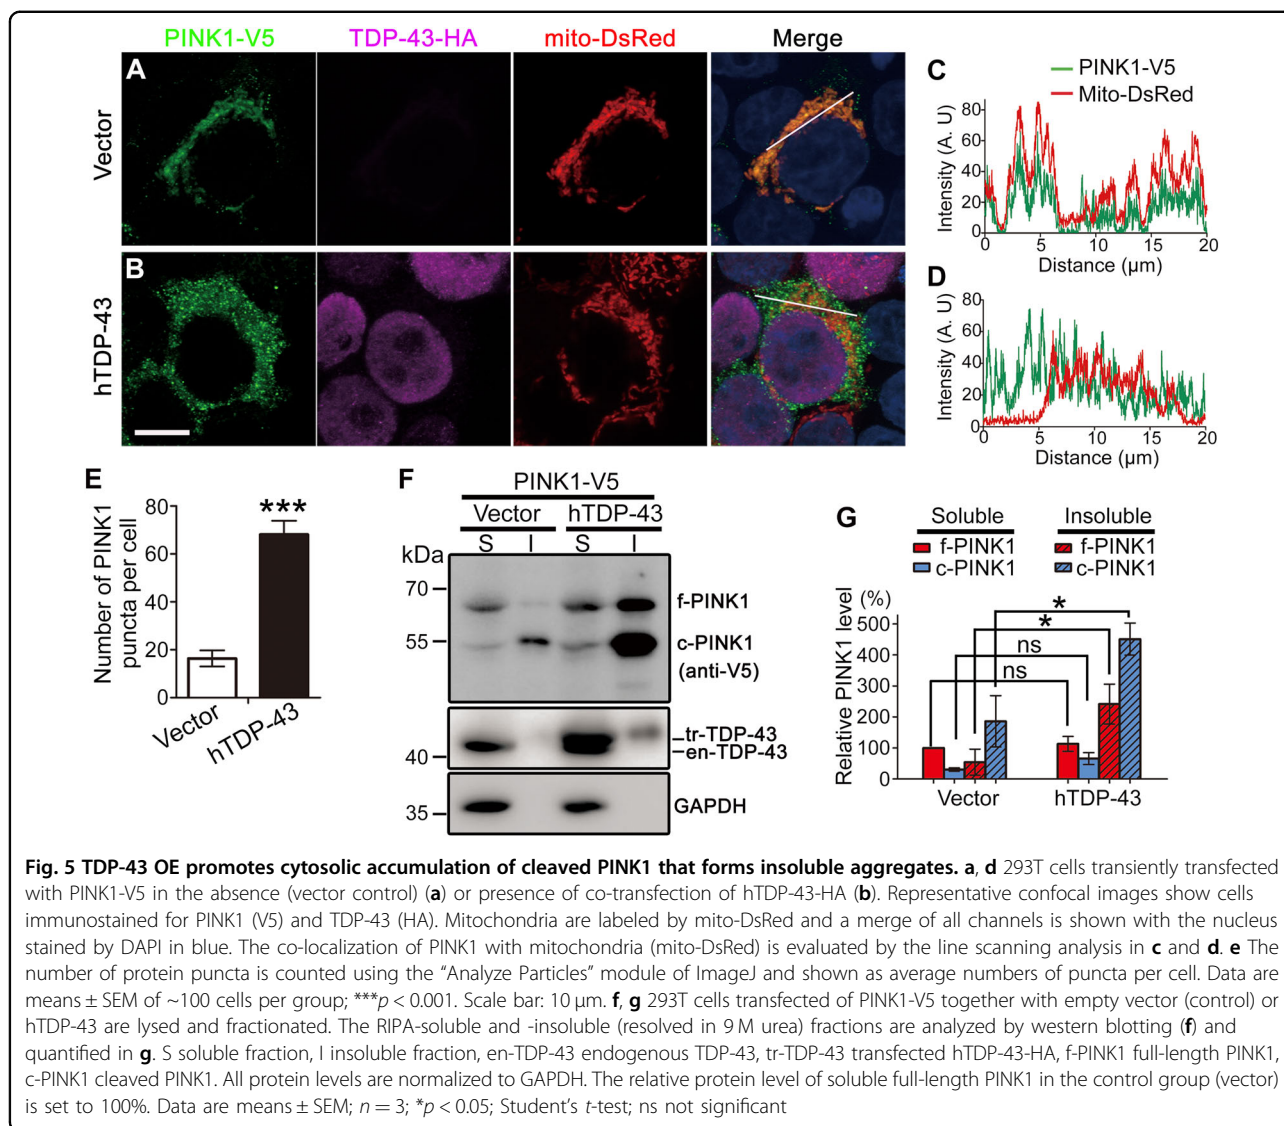 PINK1-V5 TDP-43-HA mito-DsRed Merge
A
Vector
B
hTDP-43
C
PINK1-V5
Mito-DsRed
Intensity (A. U)
80
60
40
20
0
0 5 10 15 20
Distance (µm)
D
Intensity (A. U)
80
60
40
20
0
0 5 10 15 20
Distance (µm)
E
Number of PINK1
puncta per cell
80
60
40
20
0
***
Vector
hTDP-43
F
PINK1-V5
Vector hTDP-43
kDa S I S I
70
55
f-PINK1
c-PINK1
(anti-V5)
40
tr-TDP-43
en-TDP-43
35
GAPDH
G
Soluble Insoluble
f-PINK1 f-PINK1
c-PINK1 c-PINK1
Relative PINK1 level
(%)
500
400
300
200
100
0
*
*
ns
ns
Vector hTDP-43
Fig. 5 TDP-43 OE promotes cytosolic accumulation of cleaved PINK1 that forms insoluble aggregates. a, d 293T cells transiently transfected
with PINK1-V5 in the absence (vector control) (a) or presence of co-transfection of hTDP-43-HA (b). Representative confocal images show cells
immunostained for PINK1 (V5) and TDP-43 (HA). Mitochondria are labeled by mito-DsRed and a merge of all channels is shown with the nucleus
stained by DAPI in blue. The co-localization of PINK1 with mitochondria (mito-DsRed) is evaluated by the line scanning analysis in c and d. e The
number of protein puncta is counted using the “Analyze Particles” module of ImageJ and shown as average numbers of puncta per cell. Data are
means ± SEM of ~100 cells per group; ***p < 0.001. Scale bar: 10 µm. f, g 293T cells transfected of PINK1-V5 together with empty vector (control) or
hTDP-43 are lysed and fractionated. The RIPA-soluble and -insoluble (resolved in 9 M urea) fractions are analyzed by western blotting (f) and
quantified in g. S soluble fraction, I insoluble fraction, en-TDP-43 endogenous TDP-43, tr-TDP-43 transfected hTDP-43-HA, f-PINK1 full-length PINK1,
c-PINK1 cleaved PINK1. All protein levels are normalized to GAPDH. The relative protein level of soluble full-length PINK1 in the control group (vector)
is set to 100%. Data are means ± SEM; n = 3; *p < 0.05; Student’s t-test; ns not significant